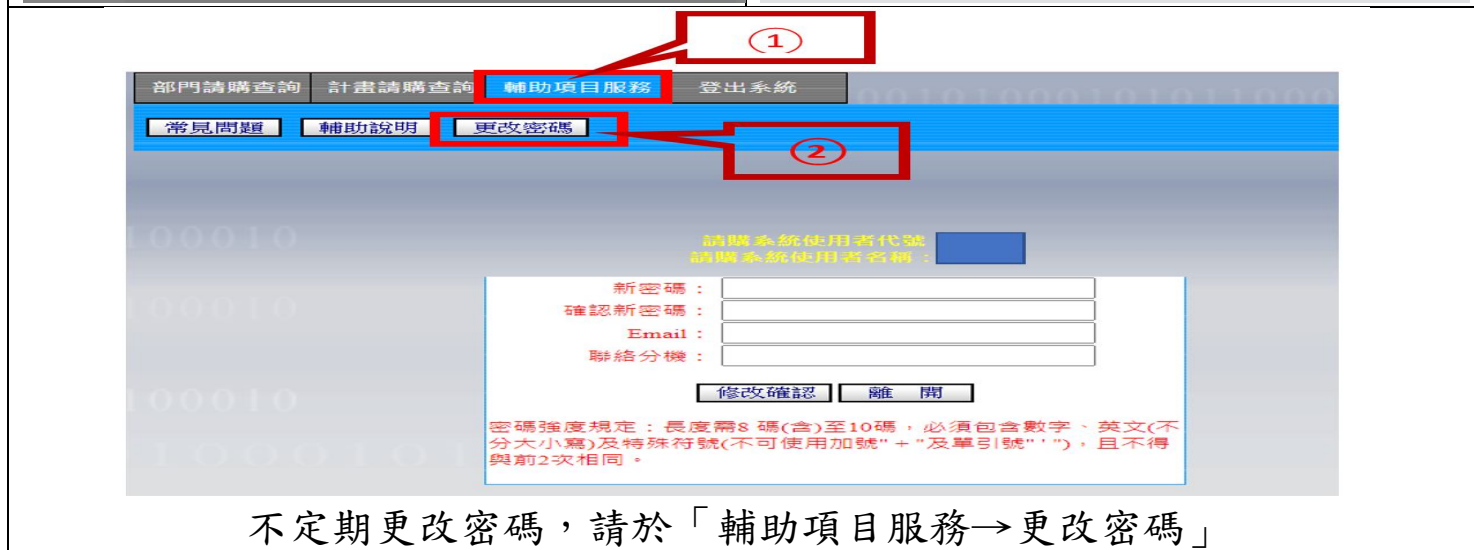 ①
部門請購查詢 計畫請購查詢 輔助項目服務 登出系統
常見問題 輔助說明 更改密碼
②
請購系統使用者代號
請購系統使用者名稱：
新密碼：
確認新密碼：
Email：
聯絡分機：
修改確認 離 開
密碼強度規定：長度需8 碼(含)至10碼，必須包含數字、英文(不
分大小寫)及特殊符號(不可使用加號"+"及單引號"'")，且不得
與前2次相同。
不定期更改密碼，請於「輔助項目服務→更改密碼」